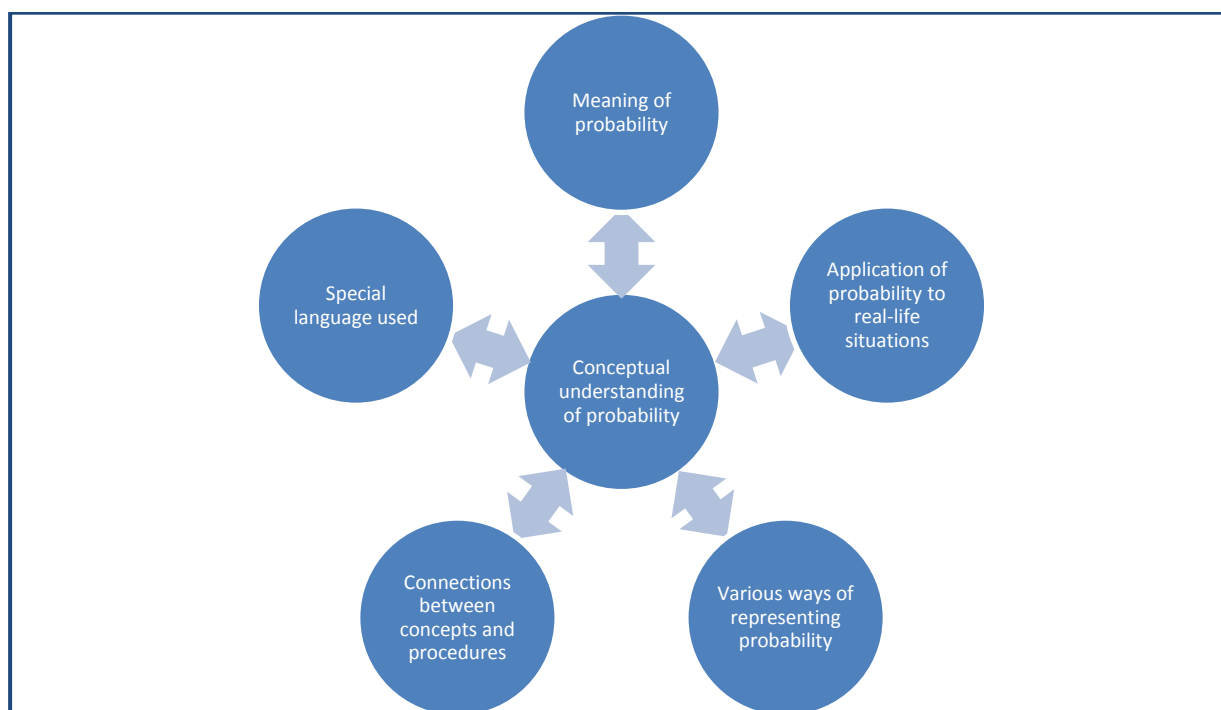 Meaning of
probability
Special
language used
Application of
probability to
real-life
situations
Conceptual
understanding
of probability
Connections
between
concepts and
procedures
Various ways of
representing
probability